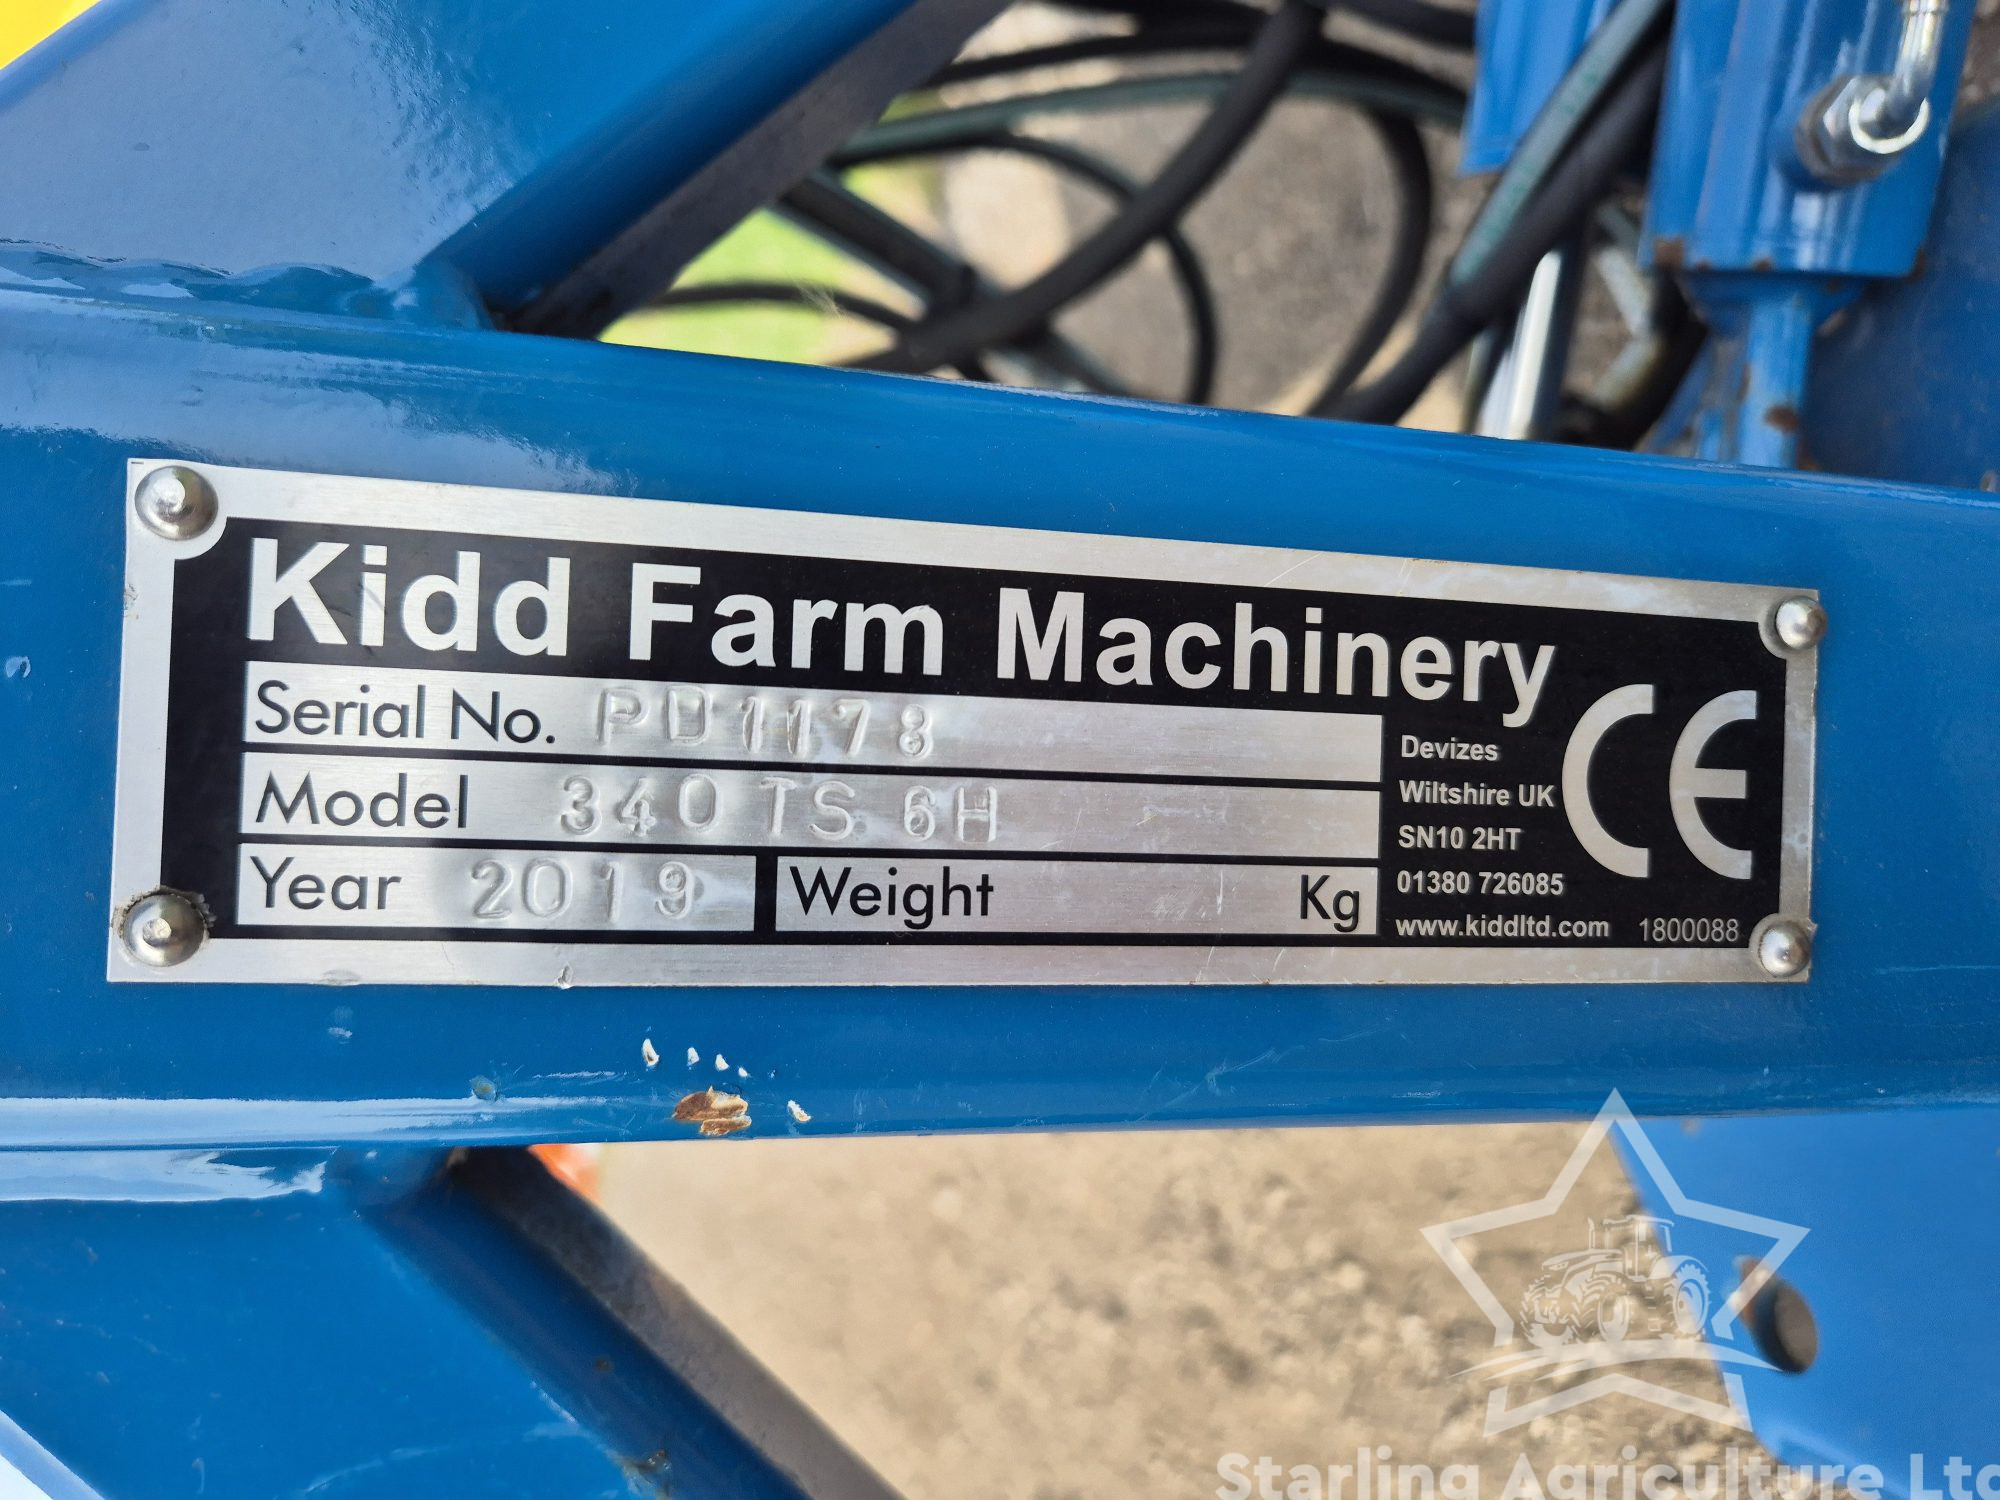 Kidd Farm Machinery
Serial No. PD1178
Model 340 TS 6H
Year 2019 Weight Kg
Devizes
Wiltshire UK
SN10 2HT
01380 726085
www.kiddltd.com 1800088
CE
Starling Agriculture Ltd